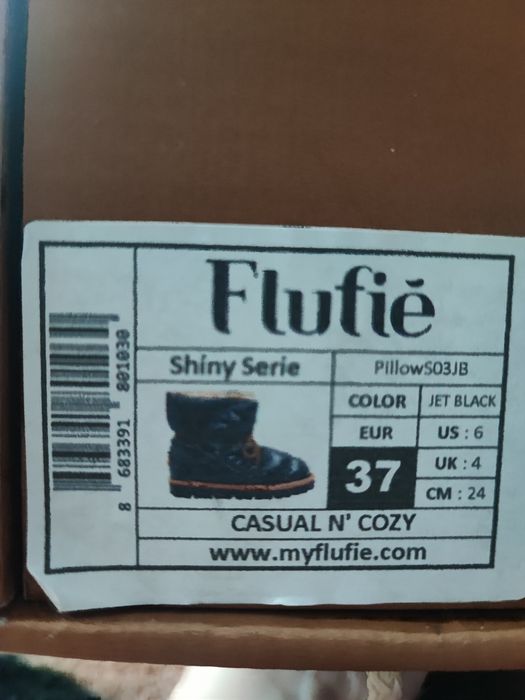 Flufiě
Shiny Serie
PillowS03JB
COLOR
JET BLACK
EUR
US : 6
37
UK : 4
CM : 24
CASUAL N' COZY
www.myflufie.com
8 683391 801030